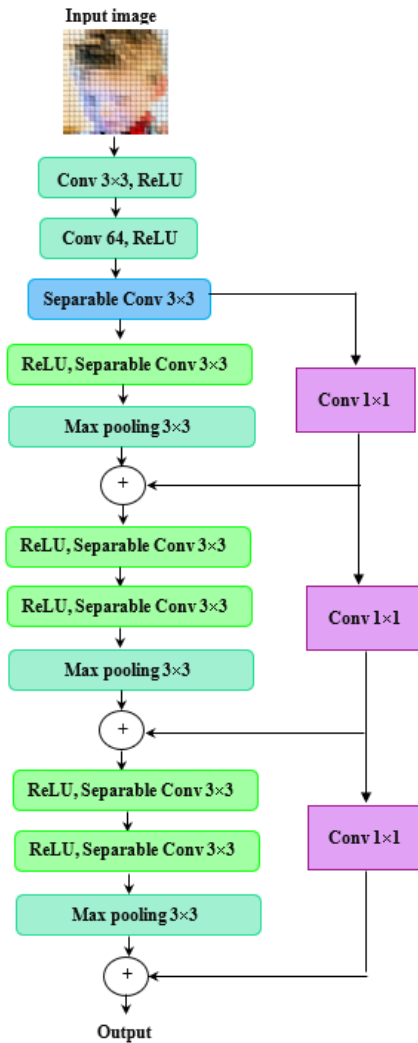 Input image
Conv 3×3, ReLU
Conv 64, ReLU
Separable Conv 3×3
ReLU, Separable Conv 3×3
Conv 1×1
Max pooling 3×3
+
ReLU, Separable Conv 3×3
ReLU, Separable Conv 3×3
Conv 1×1
Max pooling 3×3
+
ReLU, Separable Conv 3×3
ReLU, Separable Conv 3×3
Conv 1×1
Max pooling 3×3
+
Output